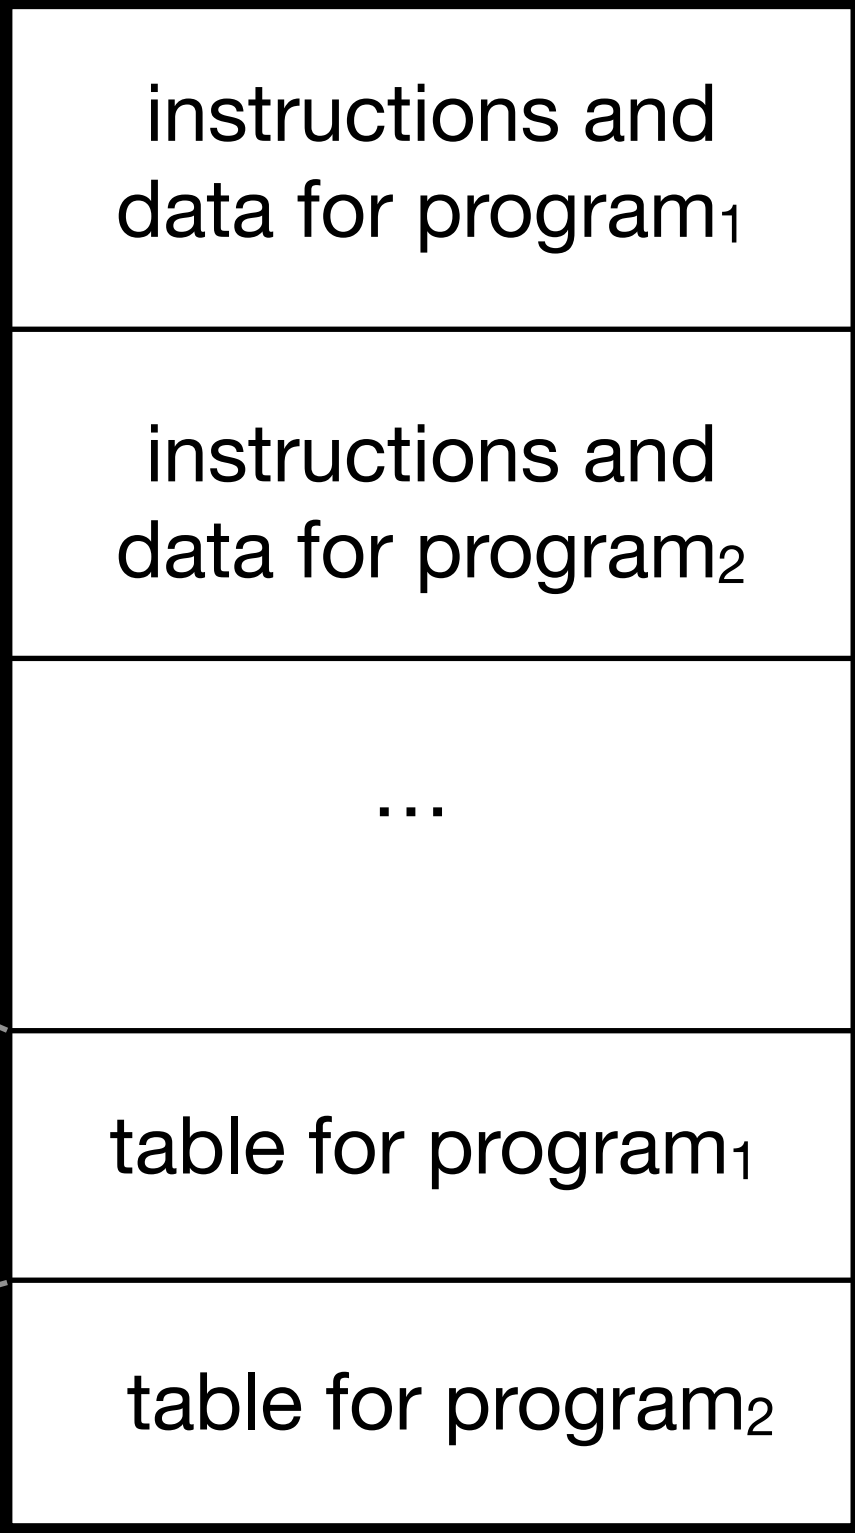 instructions and
data for program₁
instructions and
data for program₂
...
table for program₁
table for program₂